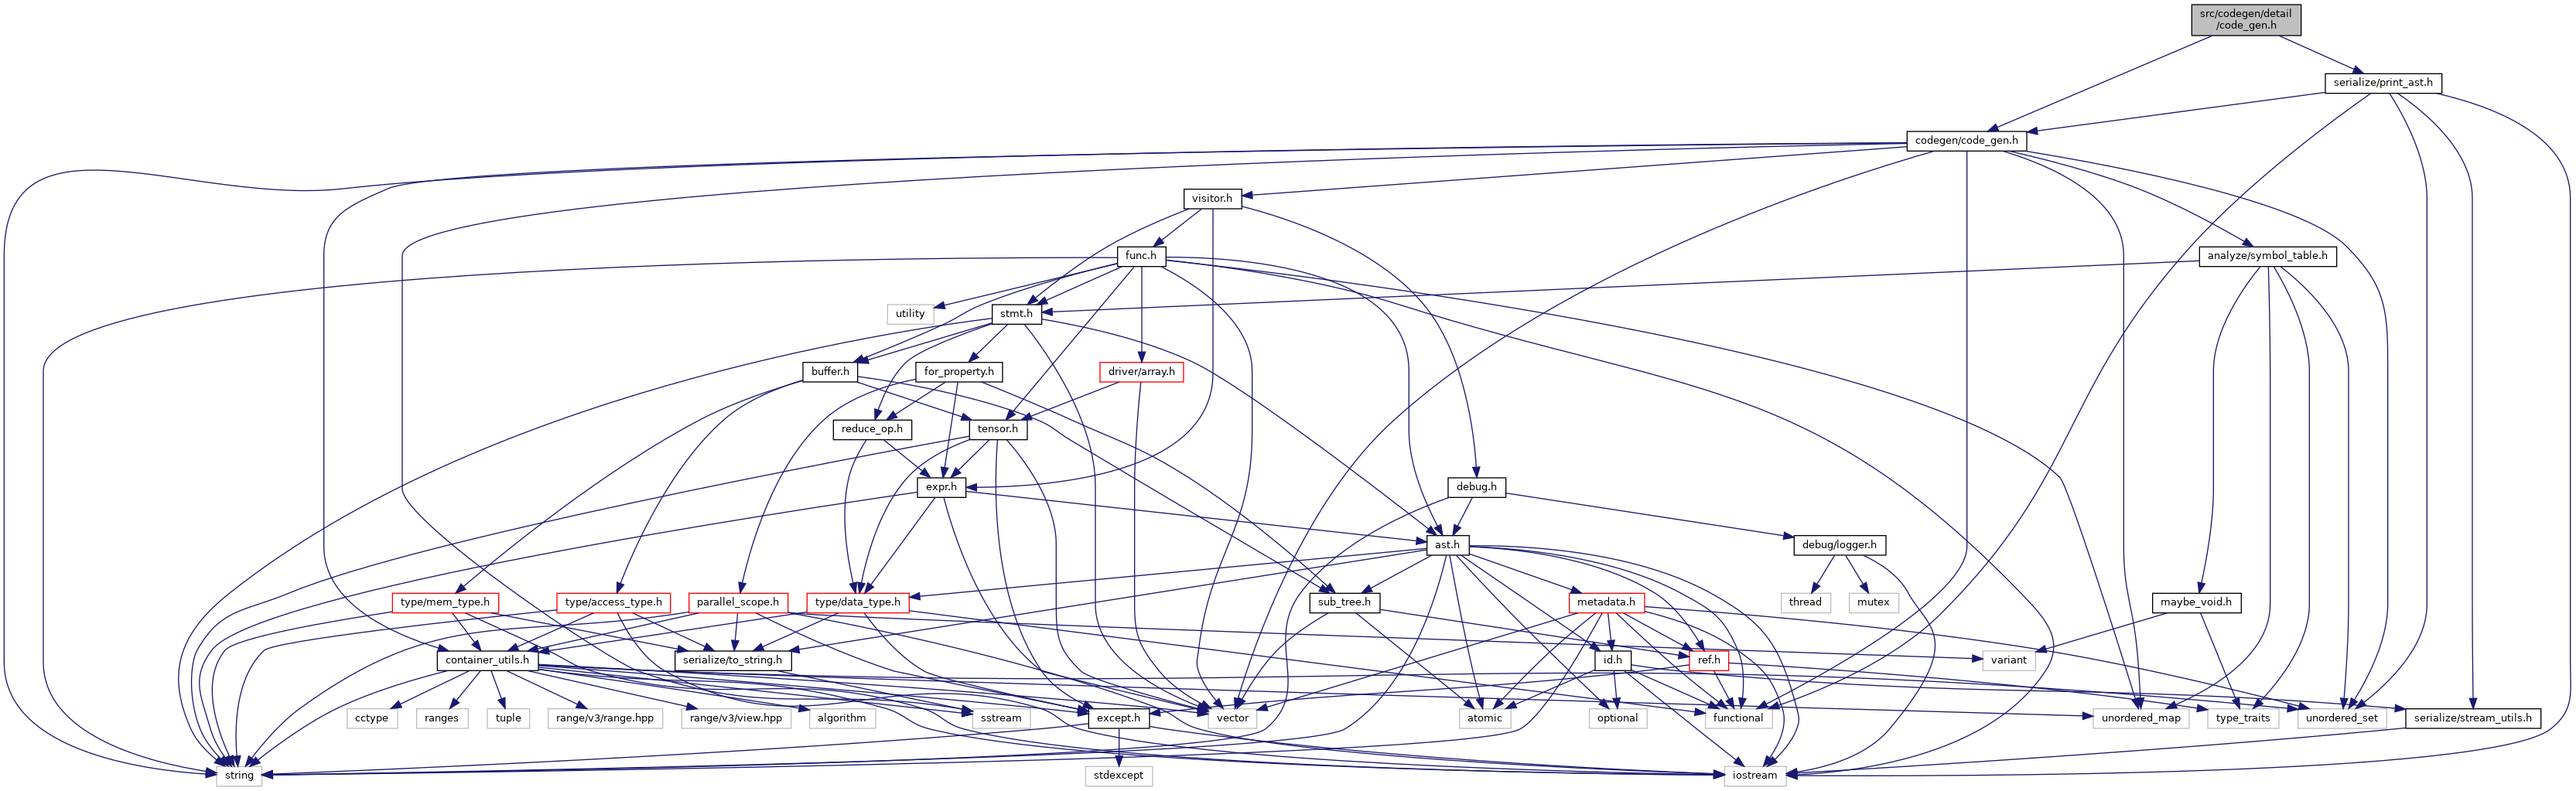 src/codegen/detail
/code_gen.h
serialize/print_ast.h
codegen/code_gen.h
visitor.h
func.h
analyze/symbol_table.h
utility
stmt.h
buffer.h
for_property.h
driver/array.h
reduce_op.h
tensor.h
expr.h
debug.h
ast.h
debug/logger.h
type/mem_type.h
type/access_type.h
parallel_scope.h
type/data_type.h
sub_tree.h
metadata.h
thread
mutex
maybe_void.h
container_utils.h
serialize/to_string.h
id.h
ref.h
variant
cctype
ranges
tuple
range/v3/range.hpp
range/v3/view.hpp
algorithm
sstream
except.h
vector
atomic
optional
functional
unordered_map
type_traits
unordered_set
serialize/stream_utils.h
string
stdexcept
iostream